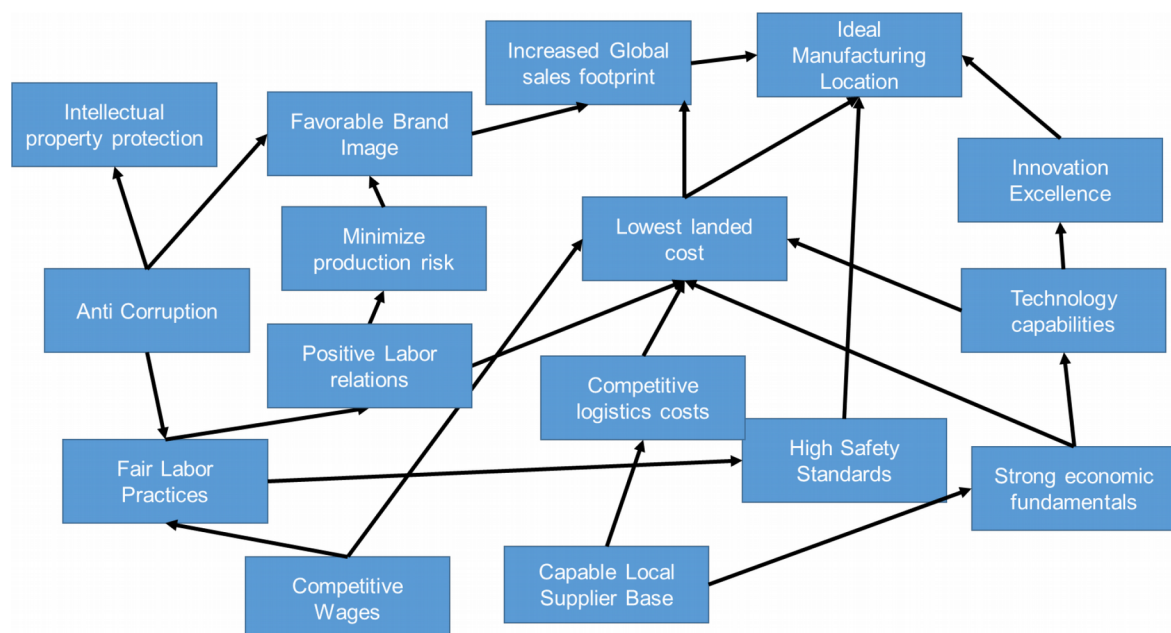 Increased Global
sales footprint
Ideal
Manufacturing
Location
Intellectual
property protection
Favorable Brand
Image
Innovation
Excellence
Minimize
production risk
Lowest landed
cost
Anti Corruption
Technology
capabilities
Positive Labor
relations
Competitive
logistics costs
High Safety
Standards
Fair Labor
Practices
Strong economic
fundamentals
Competitive
Wages
Capable Local
Supplier Base